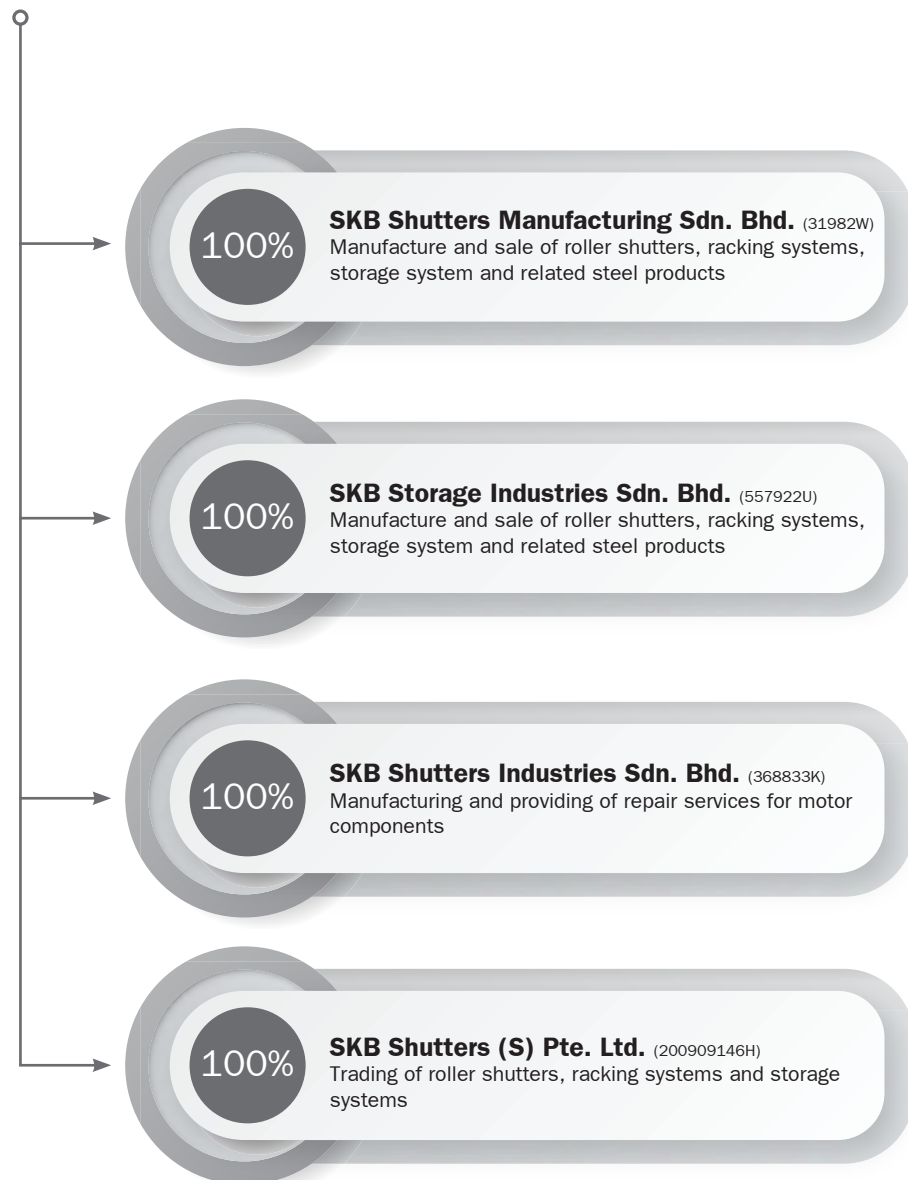 100%
SKB Shutters Manufacturing Sdn. Bhd. (31982W)
Manufacture and sale of roller shutters, racking systems,
storage system and related steel products
100%
SKB Storage Industries Sdn. Bhd. (557922U)
Manufacture and sale of roller shutters, racking systems,
storage system and related steel products
100%
SKB Shutters Industries Sdn. Bhd. (368833K)
Manufacturing and providing of repair services for motor
components
100%
SKB Shutters (S) Pte. Ltd. (200909146H)
Trading of roller shutters, racking systems and storage
systems